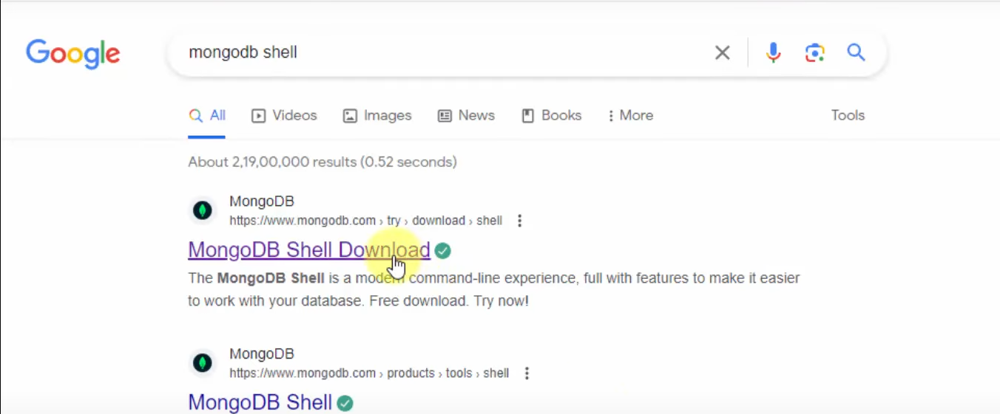 Google
mongodb shell
All Videos Images News Books More Tools
About 2,19,00,000 results (0.52 seconds)
MongoDB
https://www.mongodb.com › try › download › shell
MongoDB Shell Download
The MongoDB Shell is a modern command-line experience, full with features to make it easier
to work with your database. Free download. Try now!
MongoDB
https://www.mongodb.com › products › tools › shell
MongoDB Shell